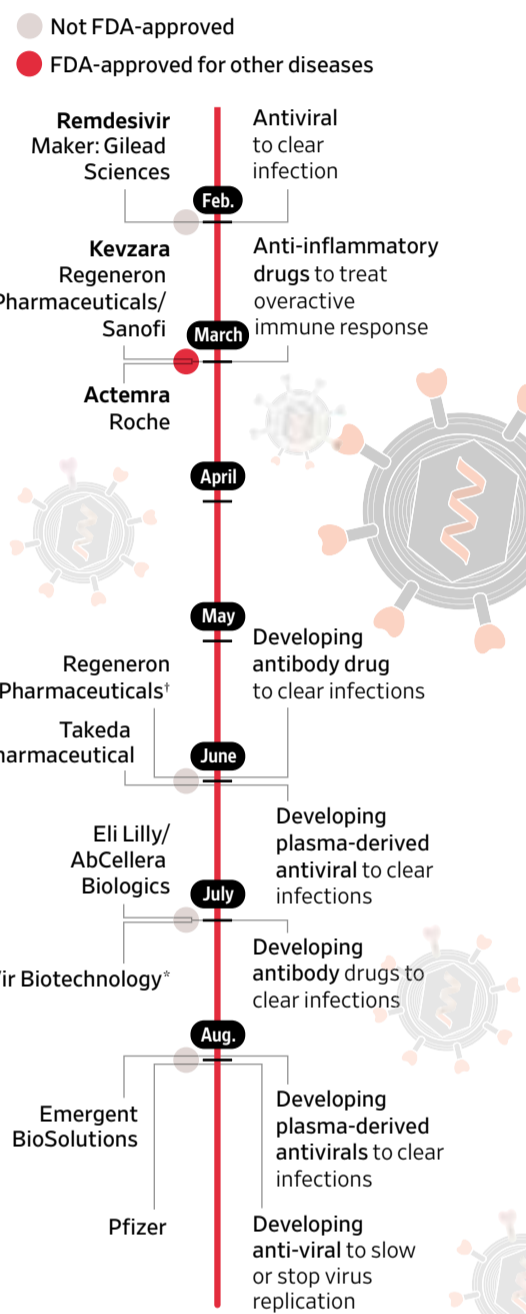 Not FDA-approved
FDA-approved for other diseases
Remdesivir
Maker: Gilead
Sciences
Antiviral
to clear
infection
Feb.
Kevzara
Regeneron
Pharmaceuticals/
Sanofi
Anti-inflammatory
drugs to treat
overactive
immune response
March
Actemra
Roche
April
May
Regeneron
Pharmaceuticals†
Developing
antibody drug
to clear infections
Takeda
harmaceutical
June
Developing
plasma-derived
antiviral to clear
infections
Eli Lilly/
AbCellera
Biologics
July
Vir Biotechnology*
Developing
antibody drugs to
clear infections
Aug.
Emergent
BioSolutions
Developing
plasma-derived
antivirals to clear
infections
Pfizer
Developing
anti-viral to slow
or stop virus
replication